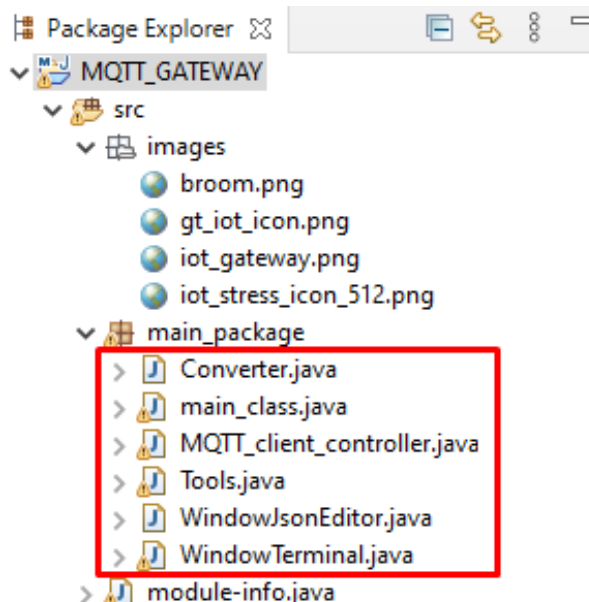 Package Explorer
MQTT_GATEWAY
src
images
broom.png
gt_iot_icon.png
iot_gateway.png
iot_stress_icon_512.png
main_package
Converter.java
main_class.java
MQTT_client_controller.java
Tools.java
WindowJsonEditor.java
WindowTerminal.java
module-info.java